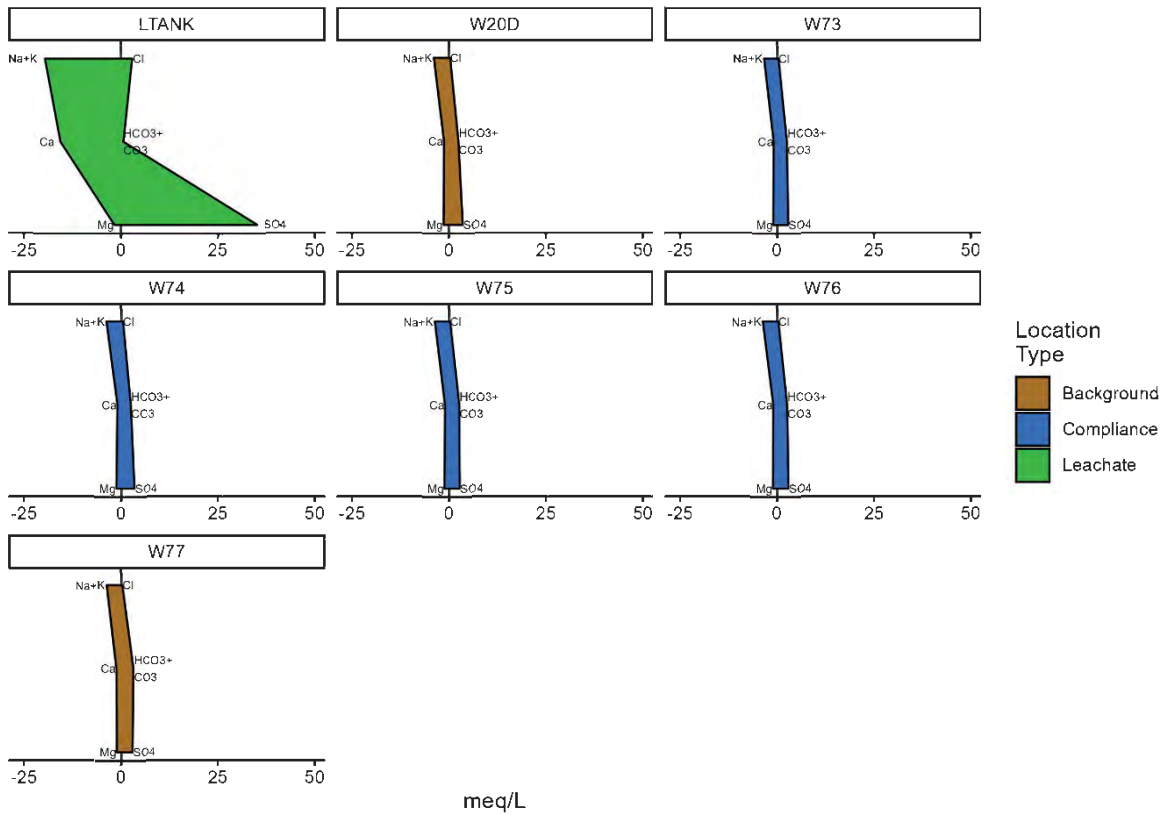 LTANK
W20D
W73
Na+K Cl
Na+K Cl
Na+K Cl
Ca HCO3+
CO3
Ca HCO3+
CO3
Ca HCO3+
CO3
Mg SO4
Mg SO4
Mg SO4
-25 0 25 50
-25 0 25 50
-25 0 25 50
W74
W75
W76
Na+K Cl
Na+K Cl
Na+K Cl
Ca HCO3+
CC3
Ca HCO3+
CO3
Ca HCO3+
CO3
Mg SO4
Mg SO4
Mg SO4
-25 0 25 50
-25 0 25 50
-25 0 25 50
Location
Type
Background
Compliance
Leachate
W77
Na+K Cl
Ca HCO3+
CO3
Mg SO4
-25 0 25 50
meq/L